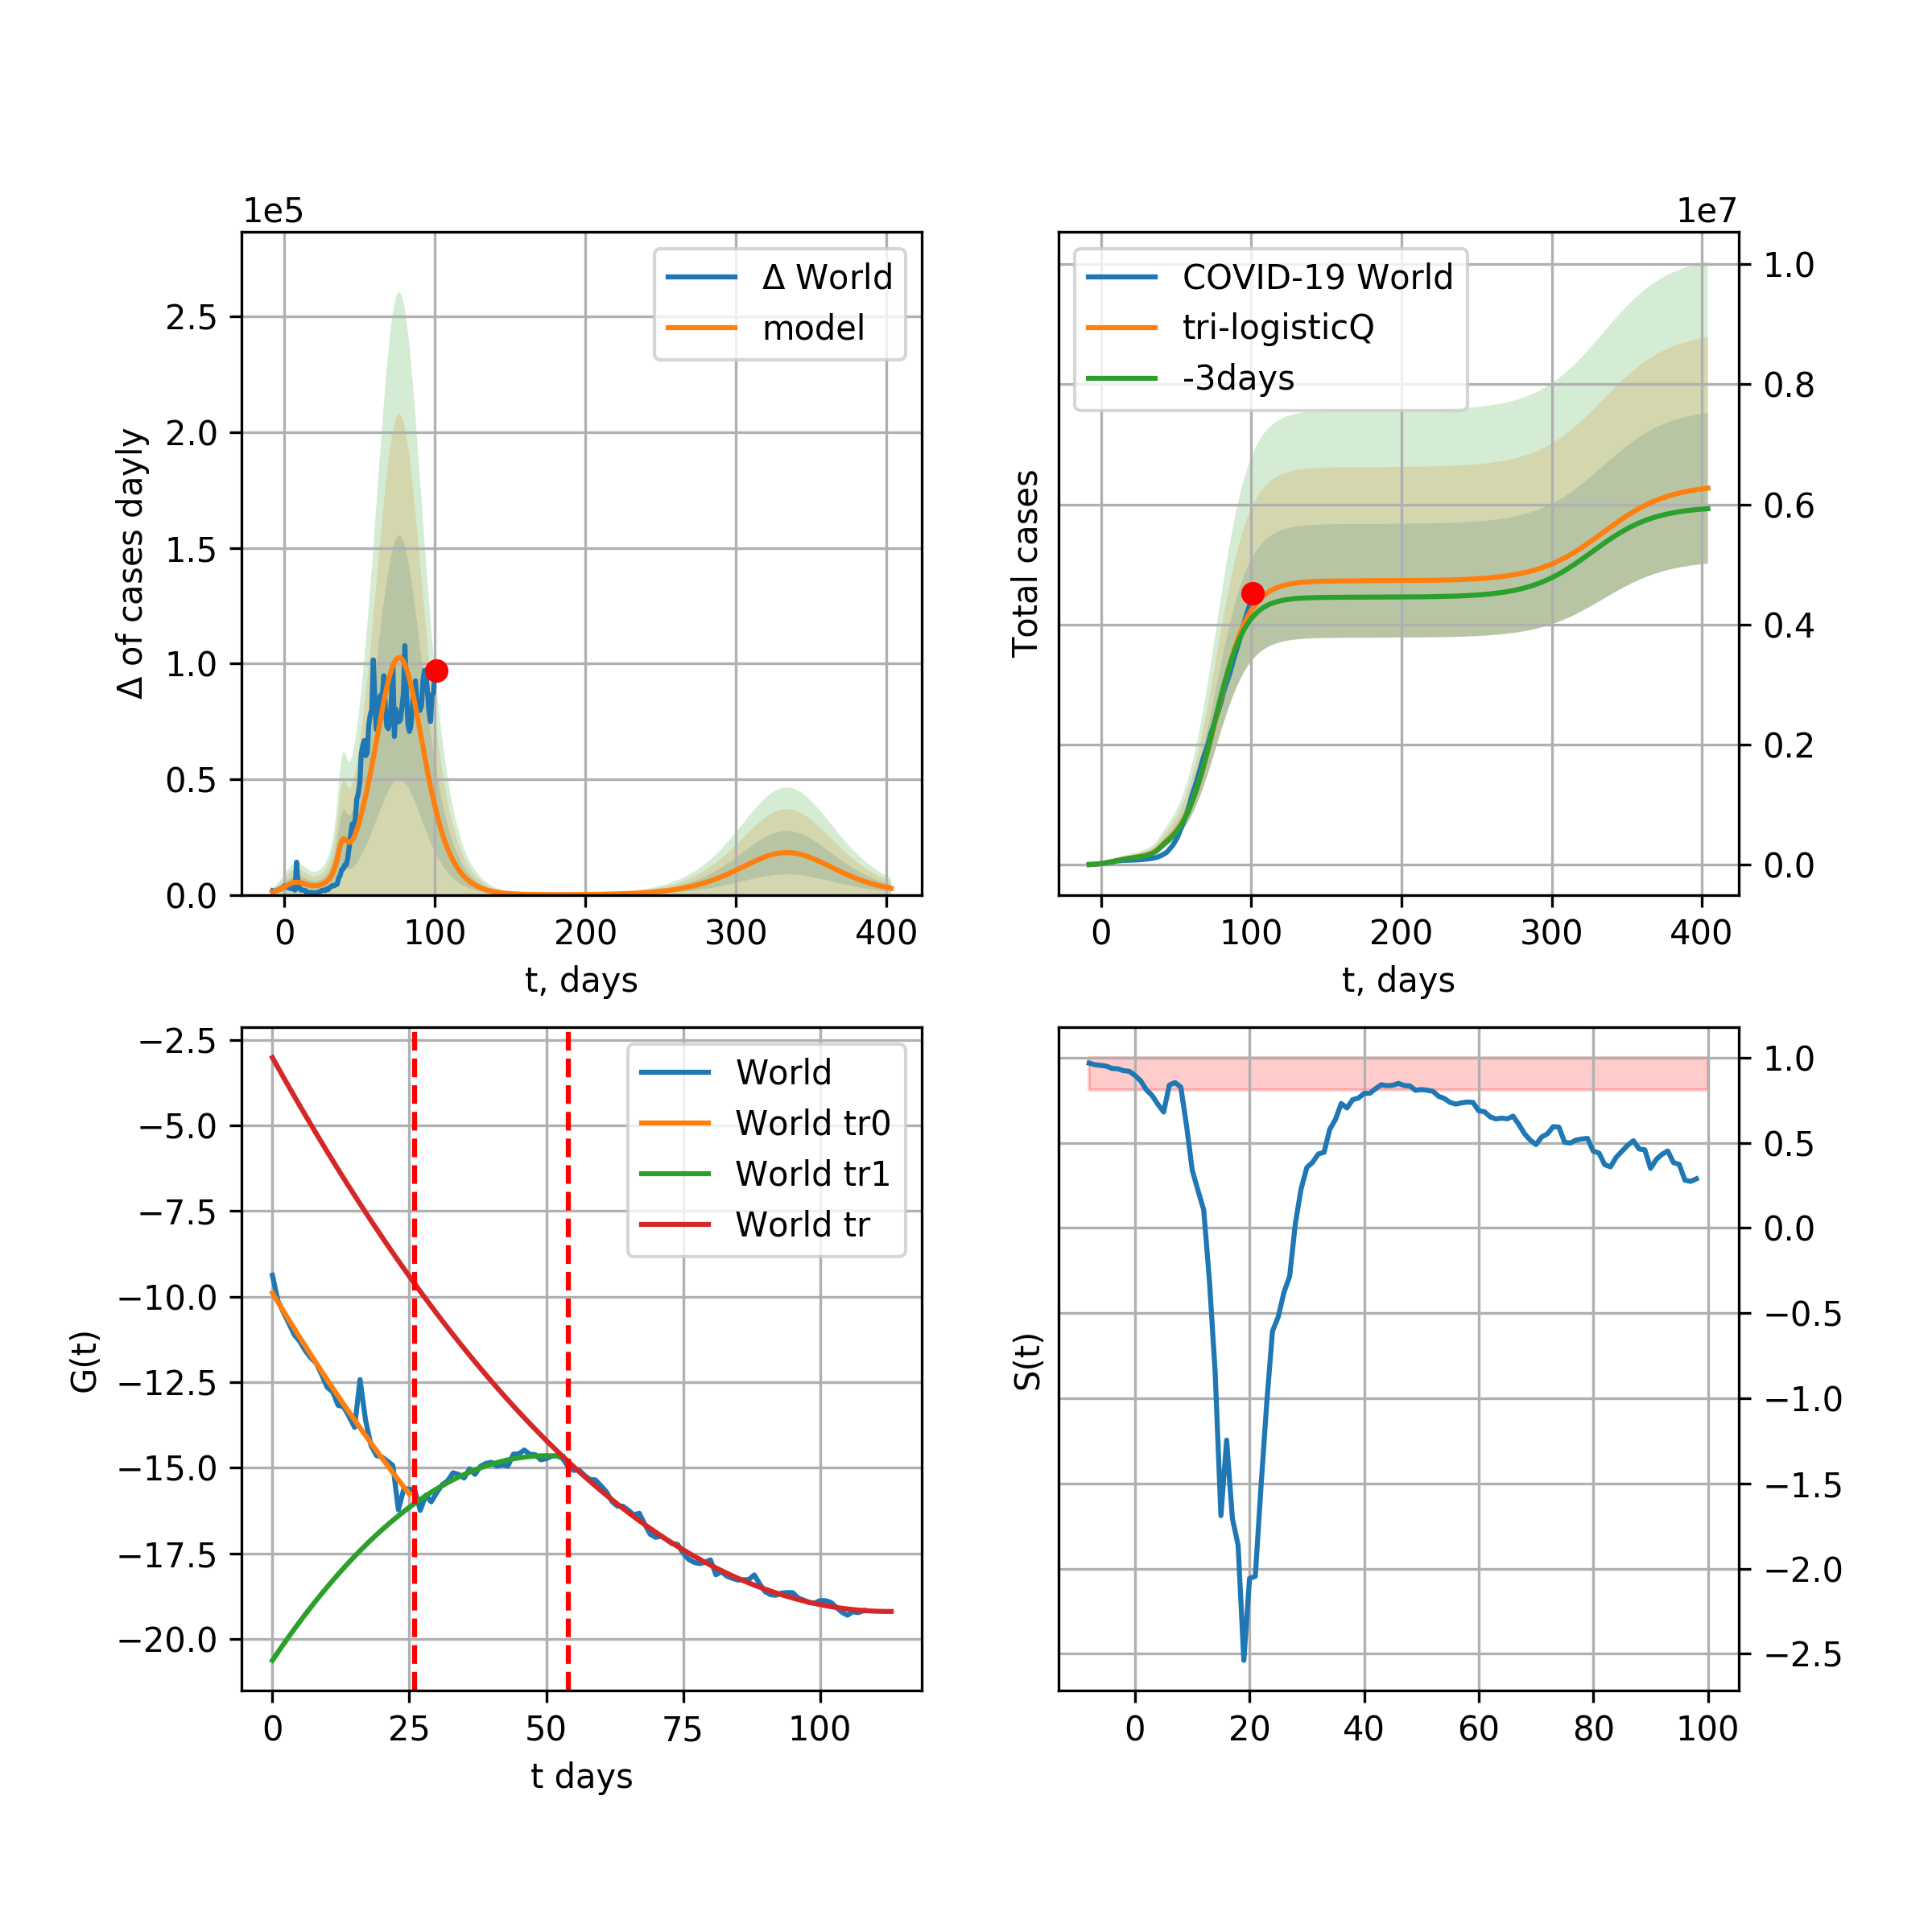 1e5
Δ World
model
2.5
2.0
1.5
1.0
0.5
0.0
Δ of cases dayly
0 100 200 300 400
t, days
1e7
COVID-19 World
tri-logisticQ
-3days
1.0
0.8
0.6
0.4
0.2
0.0
Total cases
0 100 200 300 400
t, days
World
World tr0
World tr1
World tr
−2.5
−5.0
−7.5
−10.0
−12.5
−15.0
−17.5
−20.0
G(t)
0 25 50 75 100
t days
1.0
0.5
0.0
−0.5
−1.0
−1.5
−2.0
−2.5
S(t)
0 20 40 60 80 100